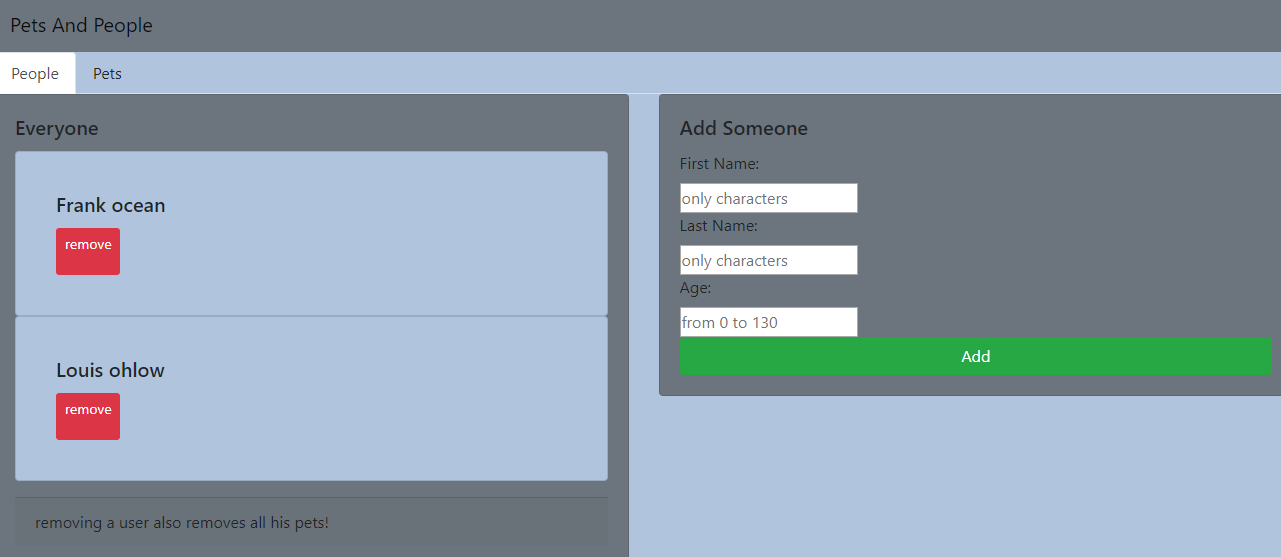 Pets And People
People Pets
Everyone
Frank ocean
remove
Louis ohlow
remove
removing a user also removes all his pets!
Add Someone
First Name:
only characters
Last Name:
only characters
Age:
from 0 to 130
Add